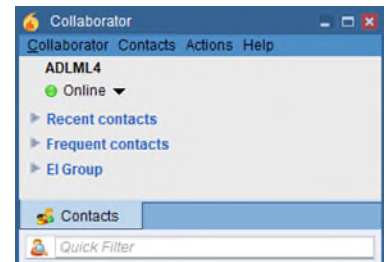 Collaborator
Collaborator Contacts Actions Help
ADLML4
Online
Recent contacts
Frequent contacts
EI Group
Contacts
Quick Filter